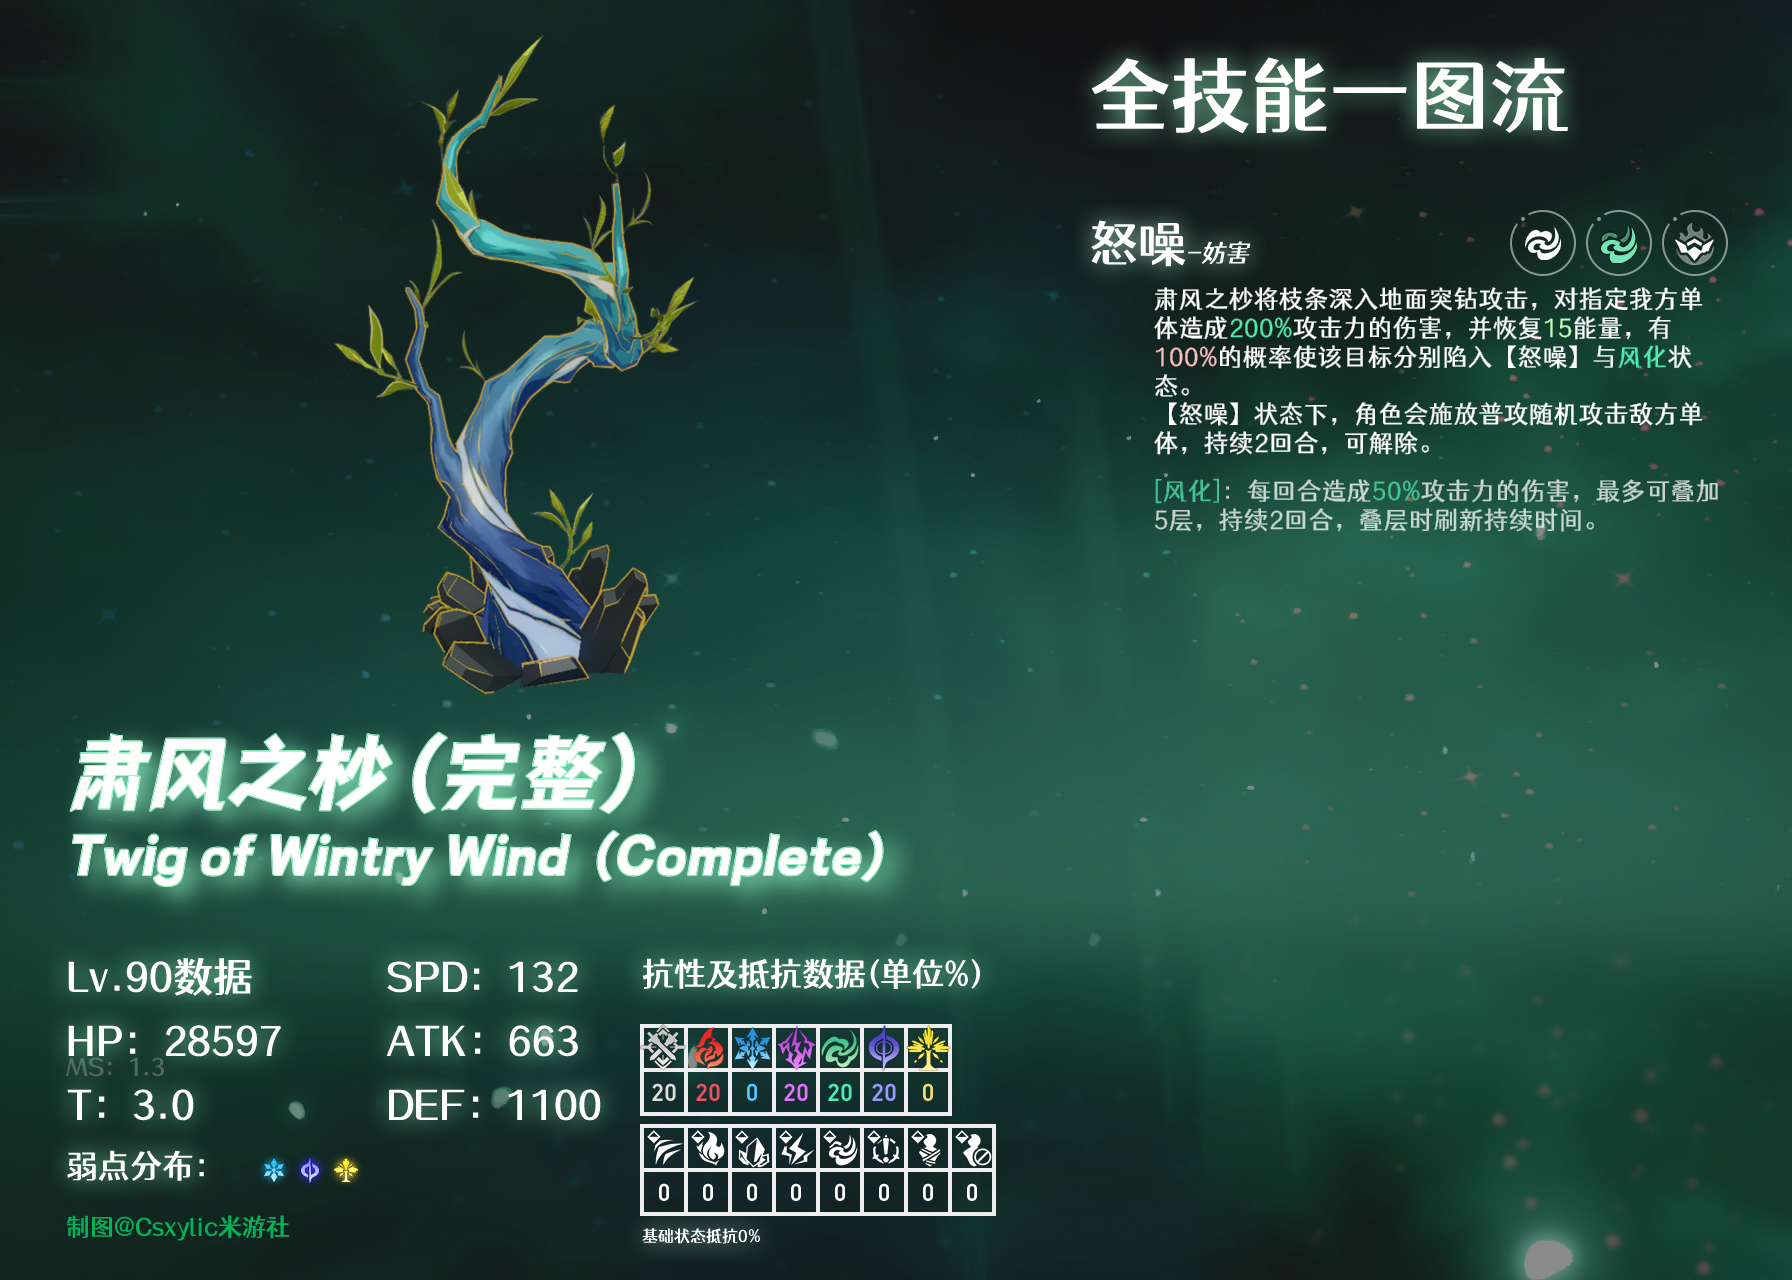 全技能一图流
怒噪-妨害
肃风之杪将枝条深入地面突钻攻击，对指定我方单
体造成200%攻击力的伤害，并恢复15能量，有
100%的概率使该目标分别陷入【怒噪】与风化状
态。
【怒噪】状态下，角色会施放普攻随机攻击敌方单
体，持续2回合，可解除。
[风化]：每回合造成50%攻击力的伤害，最多可叠加
5层，持续2回合，叠层时刷新持续时间。
肃风之杪（完整）
Twig of Wintry Wind（Complete）
Lv.90数据
SPD：132
HP：28597
ATK：663
MS：1.3
T：3.0
DEF：1100
弱点分布：
制图@Csxylic米游社
抗性及抵抗数据(单位%)
20 20 0 20 20 20 0
0 0 0 0 0 0 0 0
基础状态抵抗0%